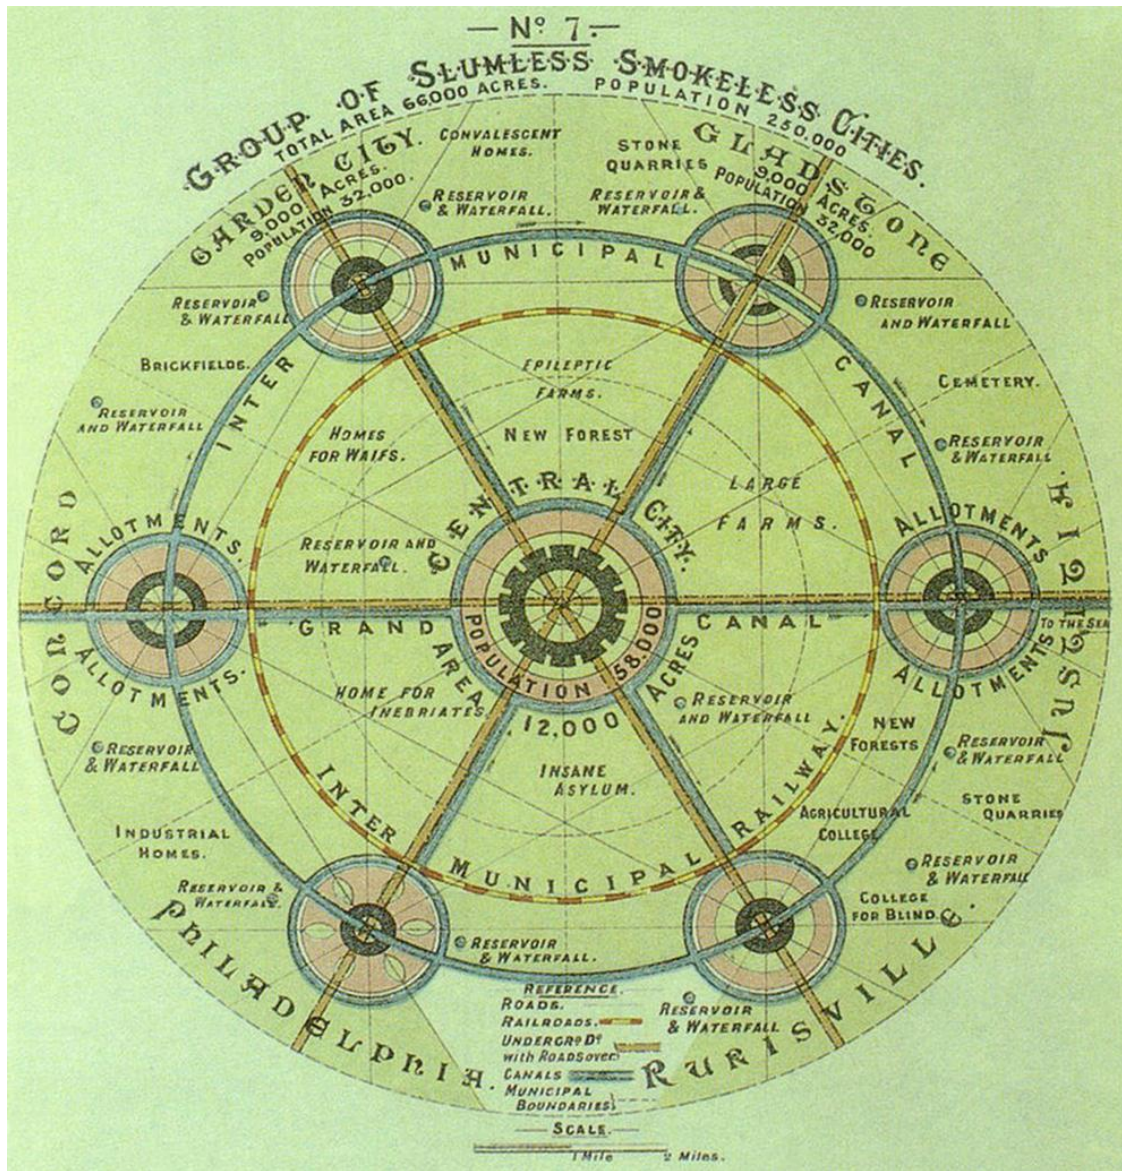 — Nº 7. —
GROUP OF SLUMLESS SMOKELESS CITIES.
TOTAL AREA 66,000 ACRES. POPULATION 250,000
GARDEN CITY.
9,000 ACRES.
POPULATION 32,000.
CONVALESCENT
HOMES.
STONE
QUARRIES
GLADSTONE
9,000 ACRES.
POPULATION
32,000
RESERVOIR
& WATERFALL.
RESERVOIR &
WATERFALL.
INTER MUNICIPAL CANAL
RESERVOIR
& WATERFALL
RESERVOIR
AND WATERFALL
BRICKFIELDS.
EPILEPTIC
FARMS.
CEMETERY.
RESERVOIR
AND WATERFALL
HOMES
FOR WAIFS.
NEW FOREST
RESERVOIR
& WATERFALL
LARGE
FARMS.
CENTRAL CITY.
CONCORD
ALLOTMENTS.
RESERVOIR AND
WATERFALL.
ALLOTMENTS
JUSTITIA.
GRAND CANAL
POPULATION 58,000
TO THE SEA
ALLOTMENTS.
AREA 12,000 ACRES
ALLOTMENTS
HOME FOR
INEBRIATES.
RESERVOIR
AND WATERFALL
NEW
FORESTS
RESERVOIR
& WATERFALL
RESERVOIR
& WATERFALL
INSANE
ASYLUM.
STONE
QUARRIES
INTER MUNICIPAL RAILWAY.
AGRICULTURAL
COLLEGE
INDUSTRIAL
HOMES.
RESERVOIR
& WATERFALL
RESERVOIR &
WATERFALL.
COLLEGE
FOR BLIND.
PHILADELPHIA.
RESERVOIR
& WATERFALL.
RURISVILLE.
REFERENCE.
ROADS.
RAILROADS.
UNDERGRD Dº
with ROADS over
CANALS
MUNICIPAL
BOUNDARIES
RESERVOIR
& WATERFALL
— SCALE. —
1 Mile 2 Miles.